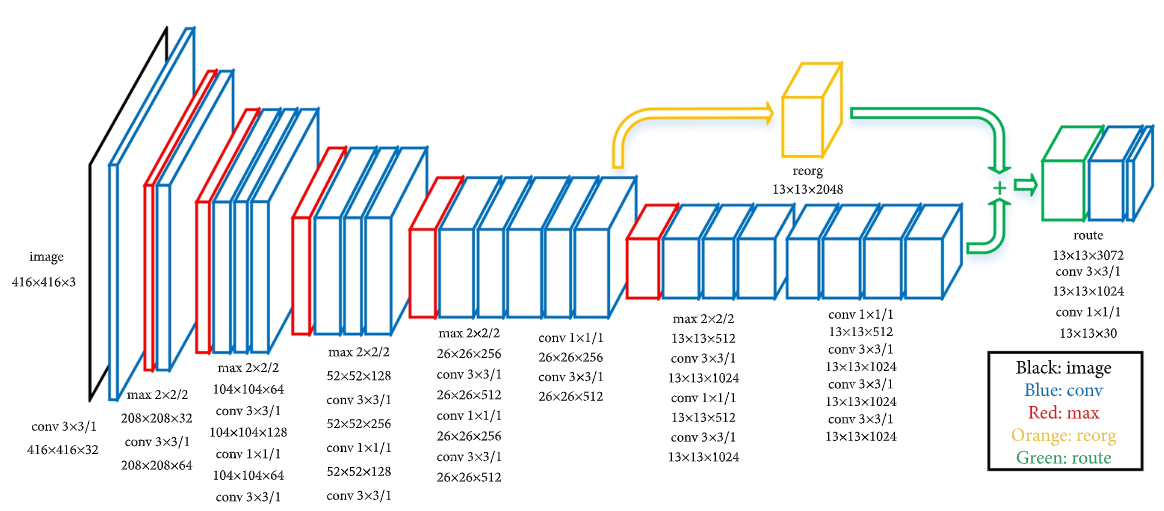 image
416×416×3
conv 3×3/1
416×416×32
max 2×2/2
208×208×32
conv 3×3/1
208×208×64
max 2×2/2
104×104×64
conv 3×3/1
104×104×128
conv 1×1/1
104×104×64
conv 3×3/1
max 2×2/2
52×52×128
conv 3×3/1
52×52×256
conv 1×1/1
52×52×128
conv 3×3/1
max 2×2/2
26×26×256
conv 3×3/1
26×26×512
conv 1×1/1
26×26×256
conv 3×3/1
26×26×512
conv 1×1/1
26×26×256
conv 3×3/1
26×26×512
reorg
13×13×2048
max 2×2/2
13×13×512
conv 3×3/1
13×13×1024
conv 1×1/1
13×13×512
conv 3×3/1
13×13×1024
conv 1×1/1
13×13×512
conv 3×3/1
13×13×1024
conv 3×3/1
13×13×1024
conv 3×3/1
13×13×1024
+
route
13×13×3072
conv 3×3/1
13×13×1024
conv 1×1/1
13×13×30
Black: image
Blue: conv
Red: max
Orange: reorg
Green: route